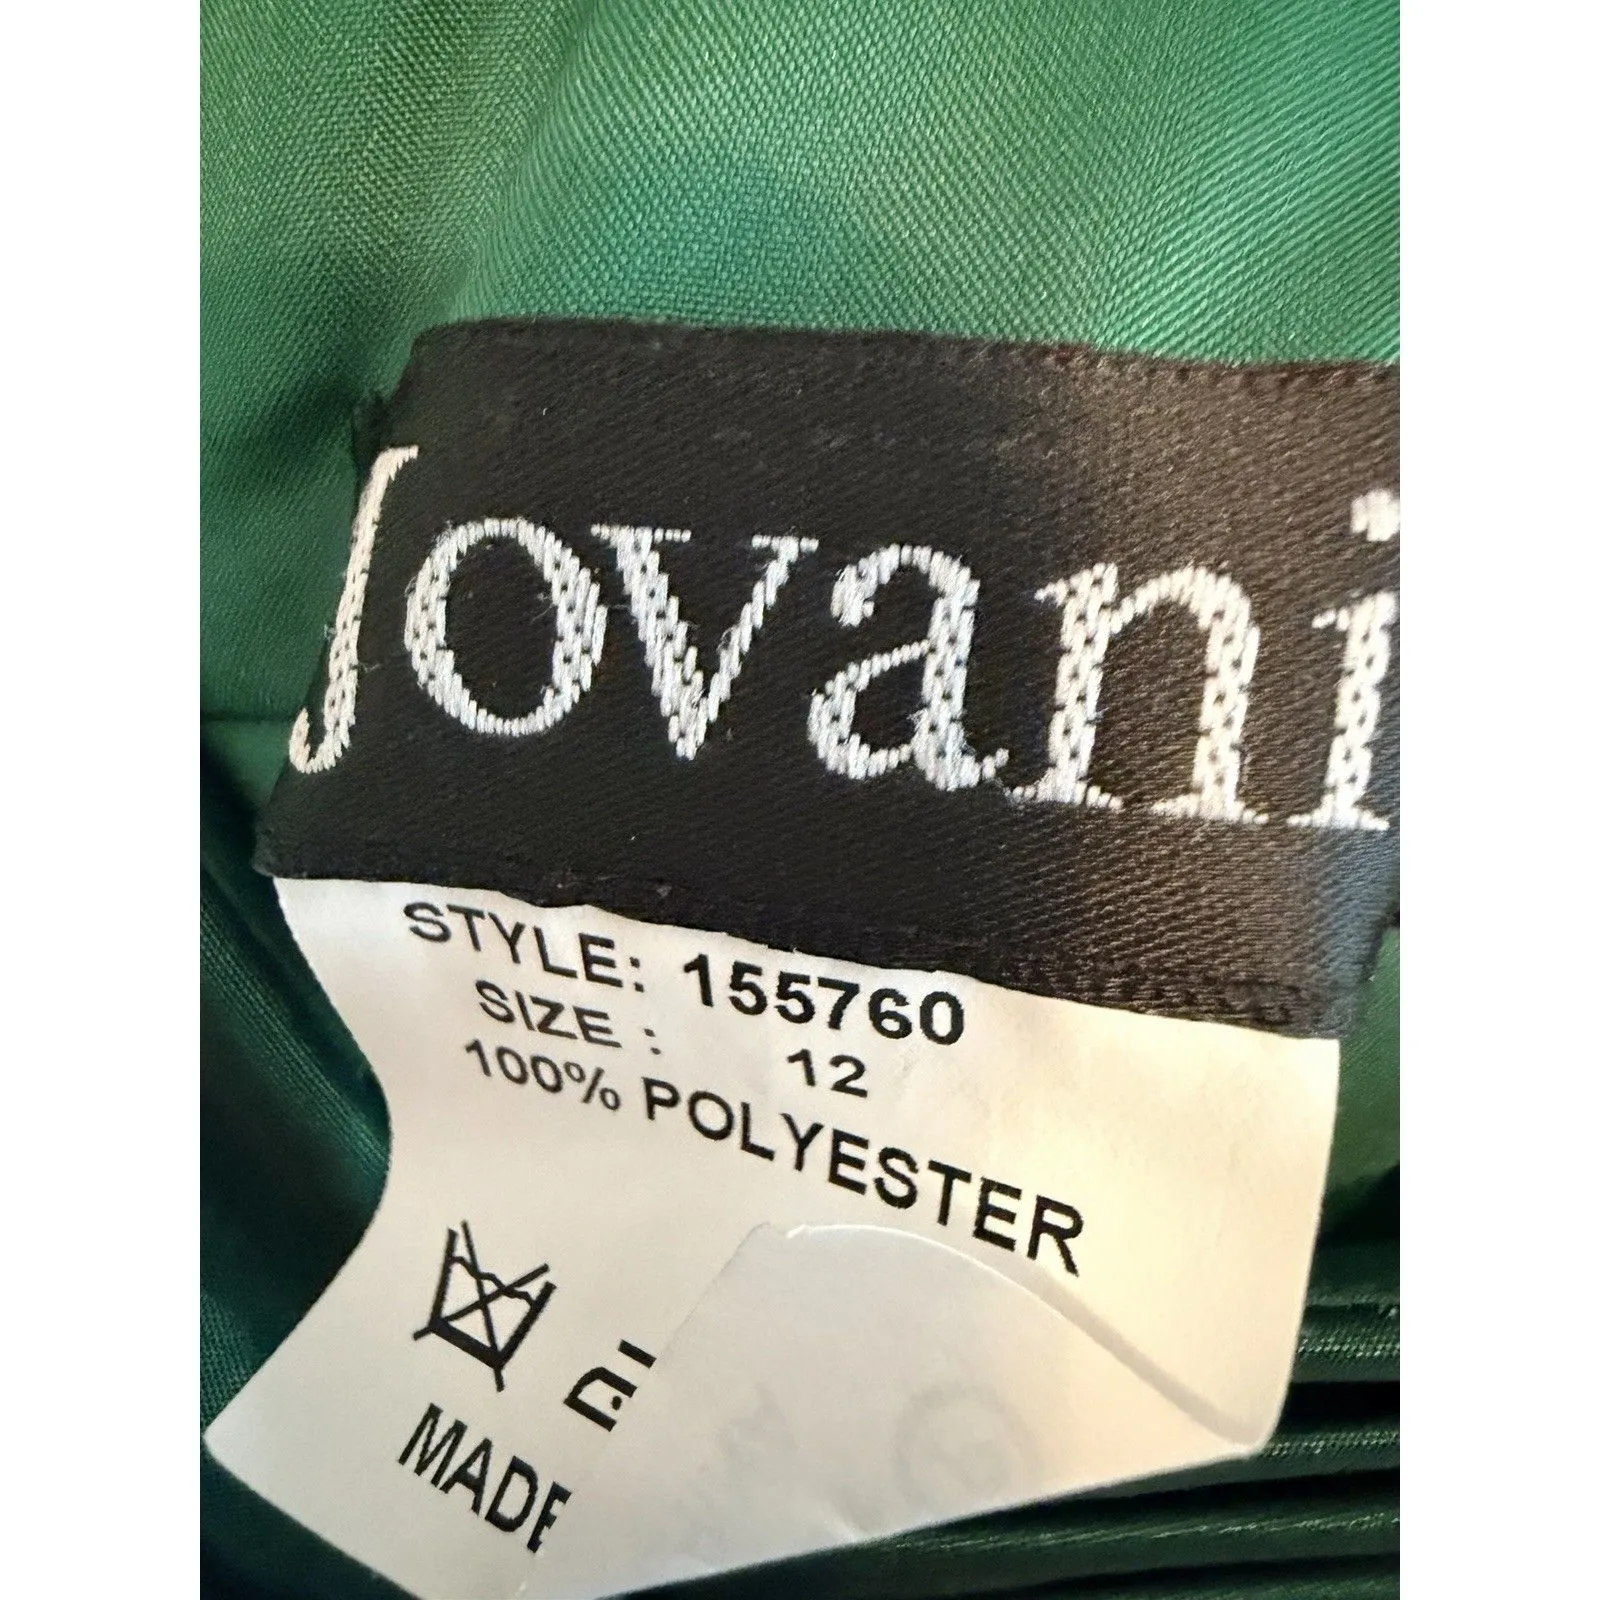 Jovani
STYLE: 155760
SIZE : 12
100% POLYESTER
MADE